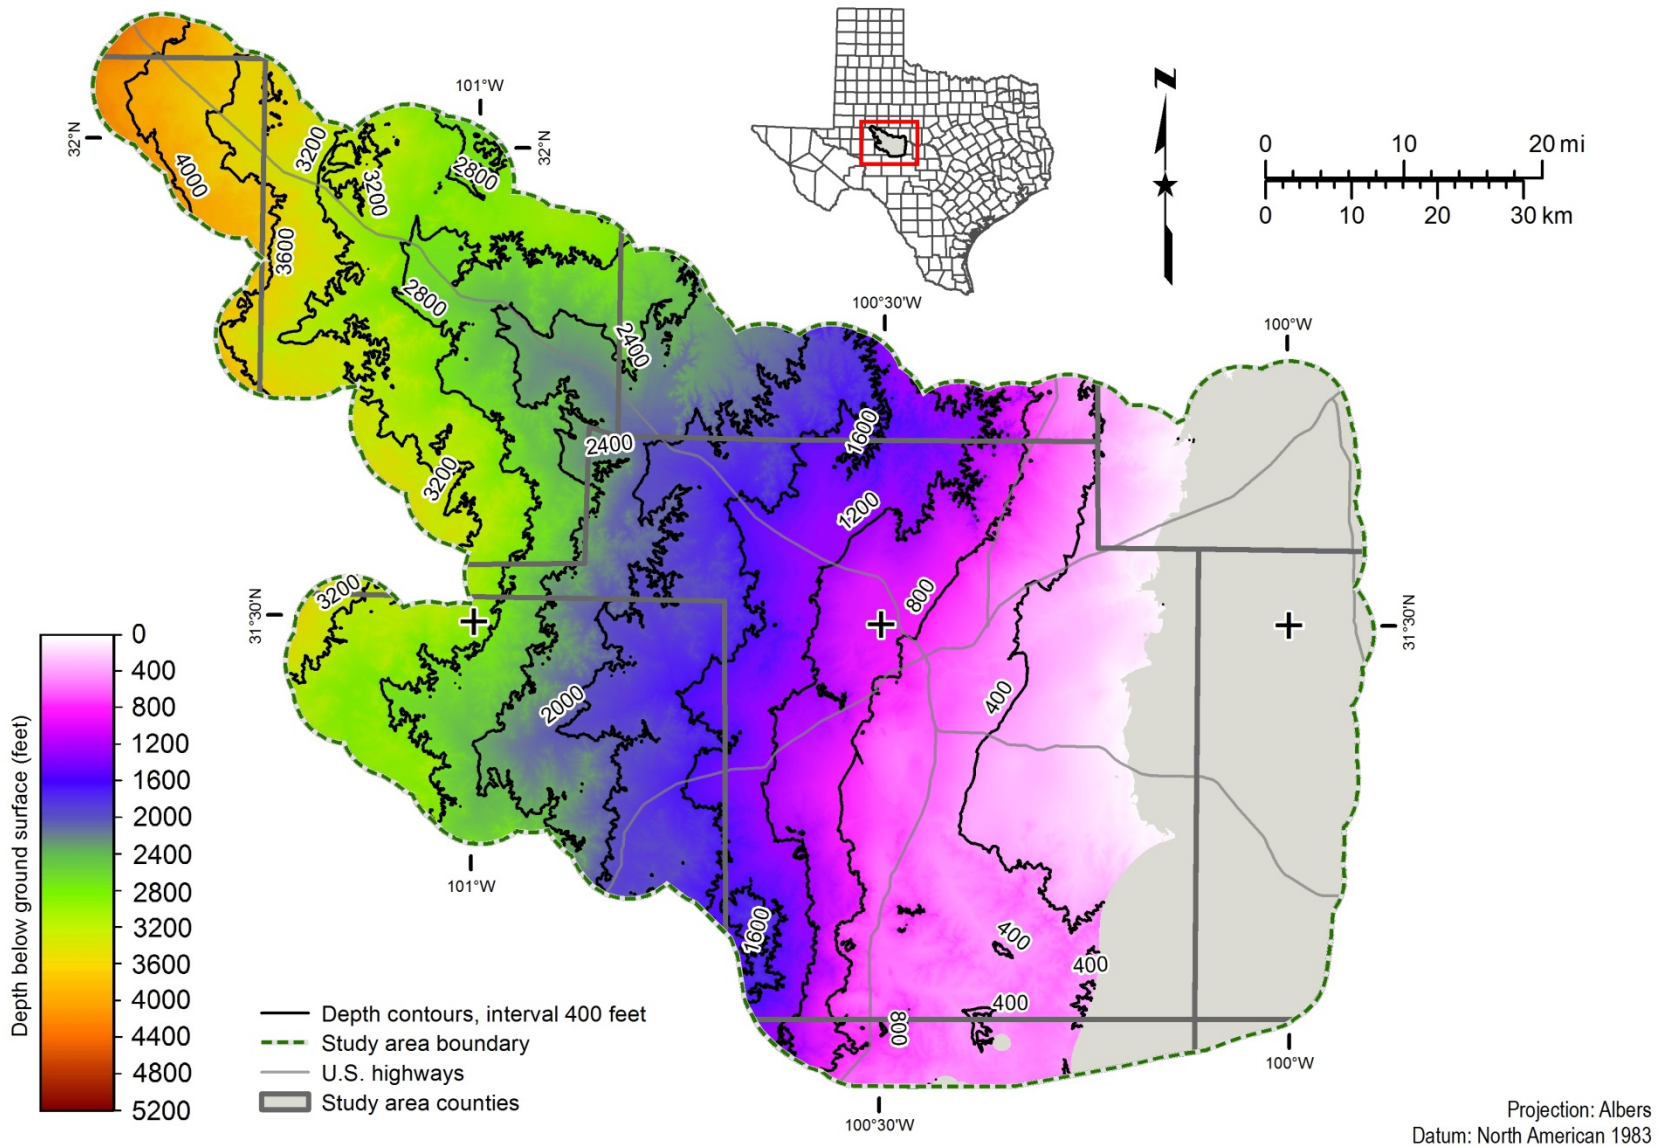 101°W
32°N
32°N
4000
3200
3200
2800
3600
2800
2400
2400
3200
3200
1600
1200
800
2000
400
1600
400
400
400
800
100°30'W
100°W
31°30'N
31°30'N
101°W
100°30'W
100°W
N
0 10 20 mi
0 10 20 30 km
Depth below ground surface (feet)
0
400
800
1200
1600
2000
2400
2800
3200
3600
4000
4400
4800
5200
Depth contours, interval 400 feet
Study area boundary
U.S. highways
Study area counties
Projection: Albers
Datum: North American 1983